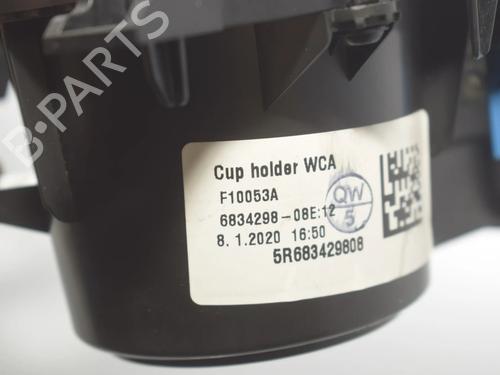 B-PARTS
Cup holder WCA
F10053A
QW
5
6834298-08E:12
8. 1.2020 16:50
5R683429808